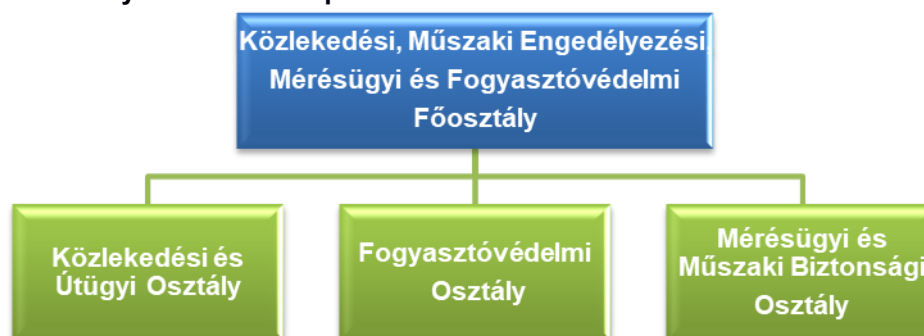 Közlekedési, Műszaki Engedélyezési,
Mérésügyi és Fogyasztóvédelmi
Főosztály
Közlekedési és
Útügyi Osztály
Fogyasztóvédelmi
Osztály
Mérésügyi és
Műszaki Biztonsági
Osztály